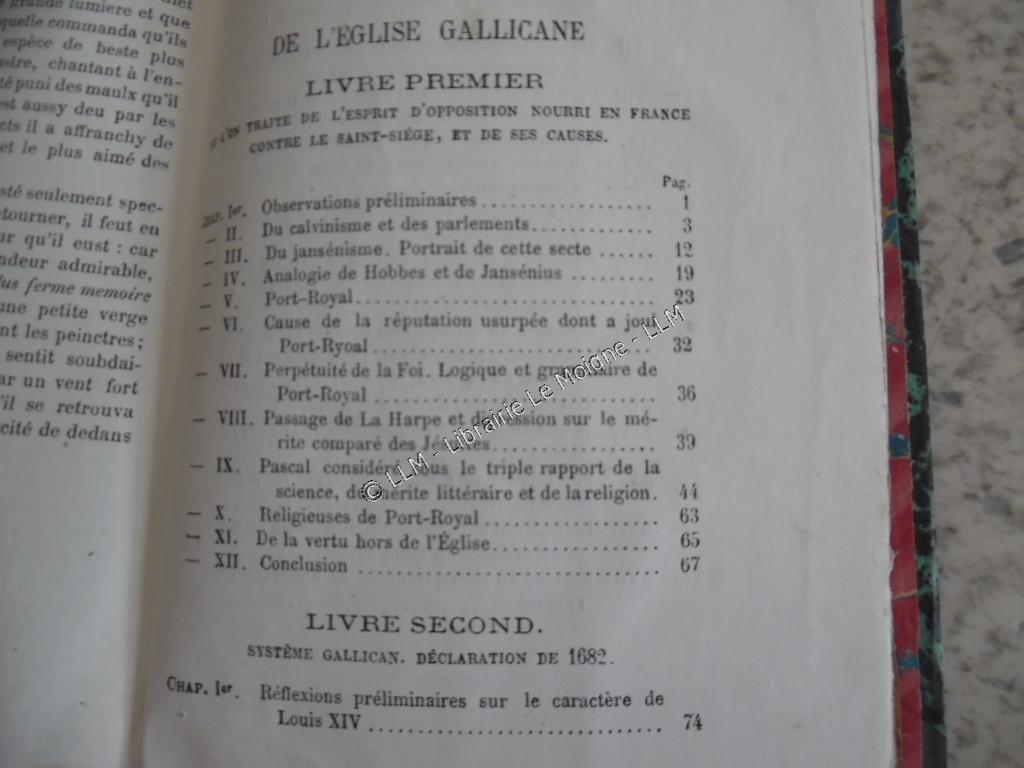 grande lumiere et que
quelle commanda qu'ils
espèce de beste plus
chantant à l'en-
puni des maulx qu'il
est aussy deu par les
il a affranchy de
et le plus aimé des
sté seulement spec-
tourner, il feut en
ur qu'il eust : car
ndeur admirable,
lus ferme memoire
une petite verge
nt les peinctres;
sentit soubdai-
ar un vent fort
'il se retrouva
cité de dedans
DE L'ÉGLISE GALLICANE
LIVRE PREMIER
L'ON TRAITE DE L'ESPRIT D'OPPOSITION NOURRI EN FRANCE
CONTRE LE SAINT-SIÈGE, ET DE SES CAUSES.
Pag.
CHAP. Ier. Observations préliminaires .................. 1
— II. Du calvinisme et des parlements.............. 3
— III. Du jansénisme. Portrait de cette secte ...... 12
— IV. Analogie de Hobbes et de Jansénius ......... 19
— V. Port-Royal................................. 23
— VI. Cause de la réputation usurpée dont a joui
Port-Ryoal ............................... 32
— VII. Perpétuité de la Foi. Logique et grammaire de
Port-Royal ............................... 36
— VIII. Passage de La Harpe et digression sur le mé-
rite comparé des Jésuites.................. 39
— IX. Pascal considéré sous le triple rapport de la
science, du mérite littéraire et de la religion. 44
— X. Religieuses de Port-Royal ................... 63
— XI. De la vertu hors de l'Église.................. 65
— XII. Conclusion ................................ 67
LIVRE SECOND.
SYSTÈME GALLICAN. DÉCLARATION DE 1682.
CHAP. Ier. Réflexions préliminaires sur le caractère de
Louis XIV ................................ 74
© LLM - Librairie Le Moigne - LLM